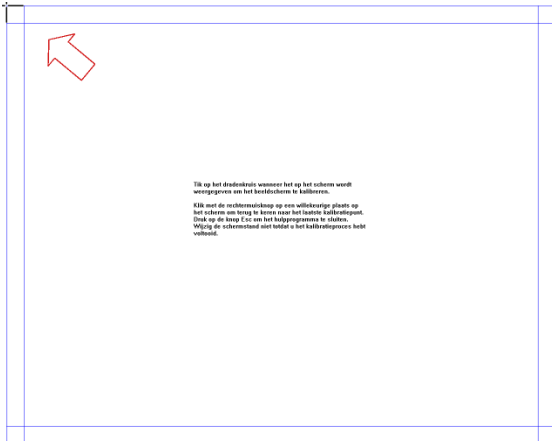 Tik op het dradenkruis wanneer het op het scherm wordt
weergegeven om het beeldscherm te kalibreren.
Klik met de rechtermuisknop op een willekeurige plaats op
het scherm om terug te keren naar het laatste kalibratiepunt.
Druk op de knop Esc om het hulpprogramma te sluiten.
Wijzig de schermstand niet totdat u het kalibratieproces hebt
voltooid.